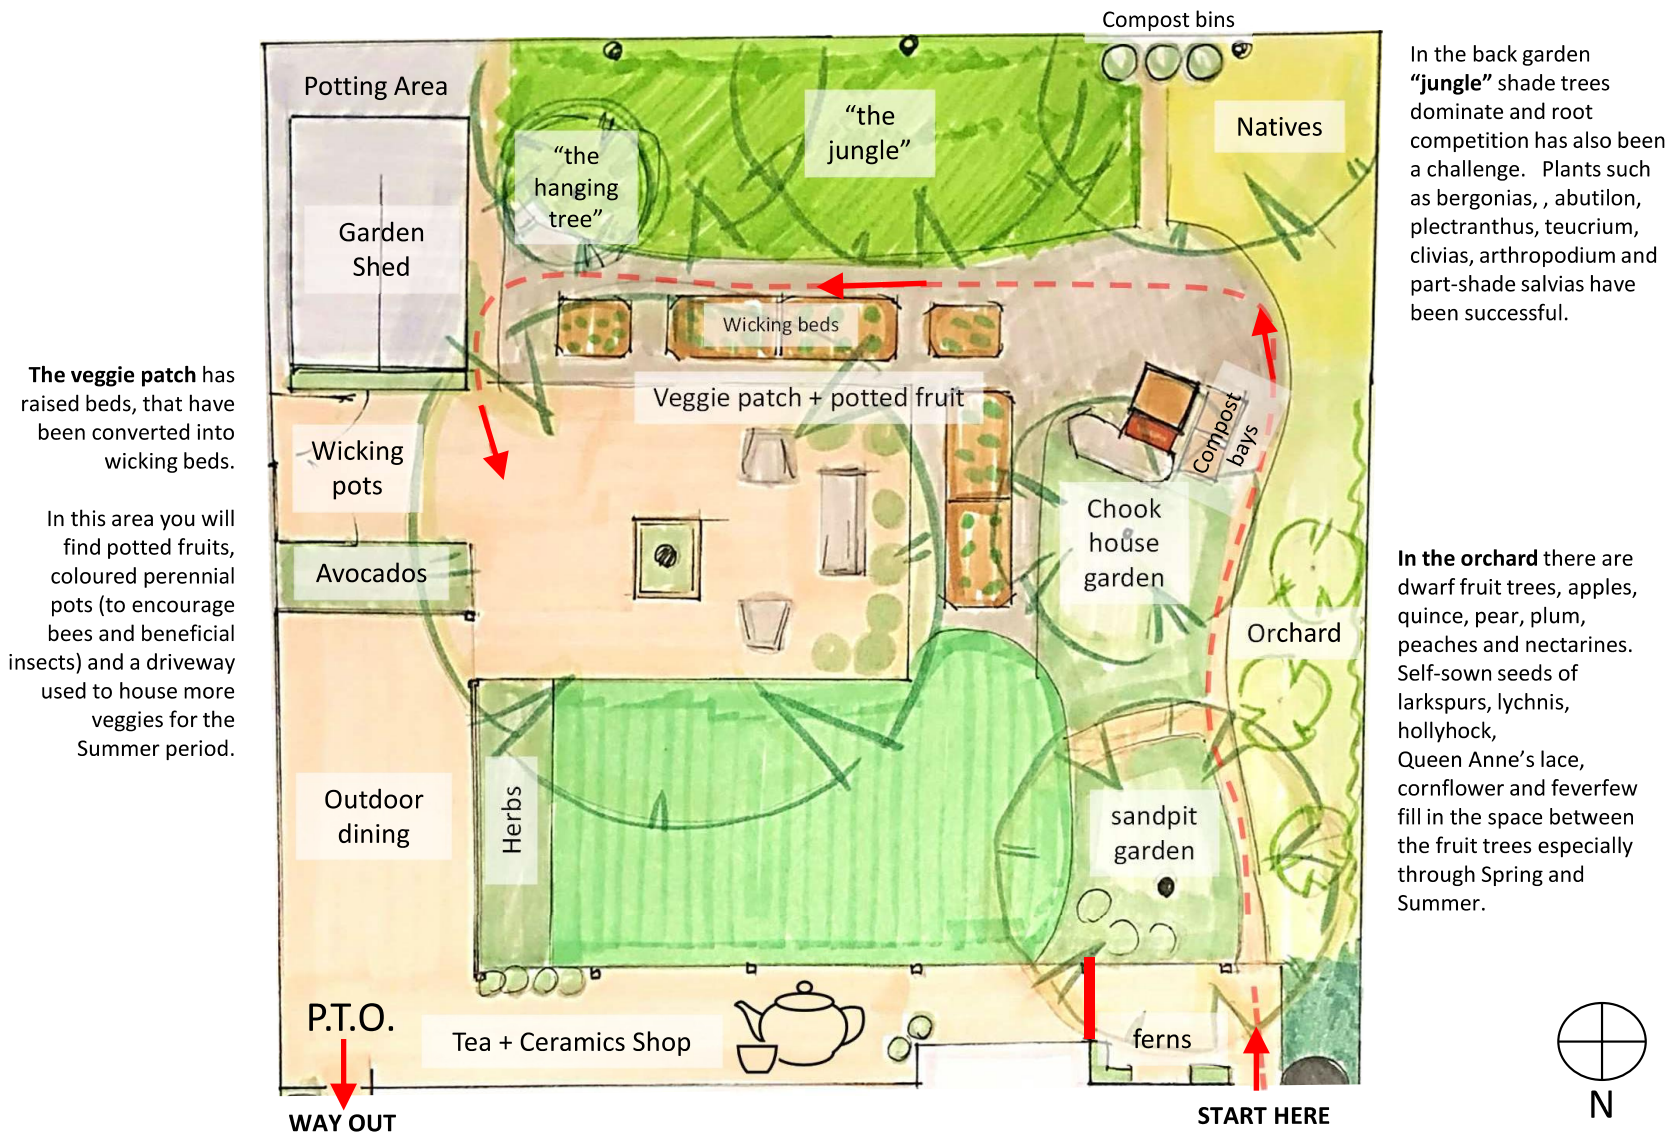 Compost bins
In the back garden
“jungle” shade trees
dominate and root
competition has also been
a challenge.   Plants such
as bergonias, , abutilon,
plectranthus, teucrium,
clivias, arthropodium and
part-shade salvias have
been successful.
Potting Area
“the
jungle”
Natives
“the
hanging
tree”
Garden
Shed
Wicking beds
The veggie patch has
raised beds, that have
been converted into
wicking beds.
In this area you will
find potted fruits,
coloured perennial
pots (to encourage
bees and beneficial
insects) and a driveway
used to house more
veggies for the
Summer period.
Veggie patch + potted fruit
Compost
bays
Wicking
pots
Chook
house
garden
Avocados
Orchard
In the orchard there are
dwarf fruit trees, apples,
quince, pear, plum,
peaches and nectarines.
Self-sown seeds of
larkspurs, lychnis,
hollyhock,
Queen Anne’s lace,
cornflower and feverfew
fill in the space between
the fruit trees especially
through Spring and
Summer.
Outdoor
dining
Herbs
sandpit
garden
P.T.O.
Tea + Ceramics Shop
ferns
WAY OUT
START HERE
N